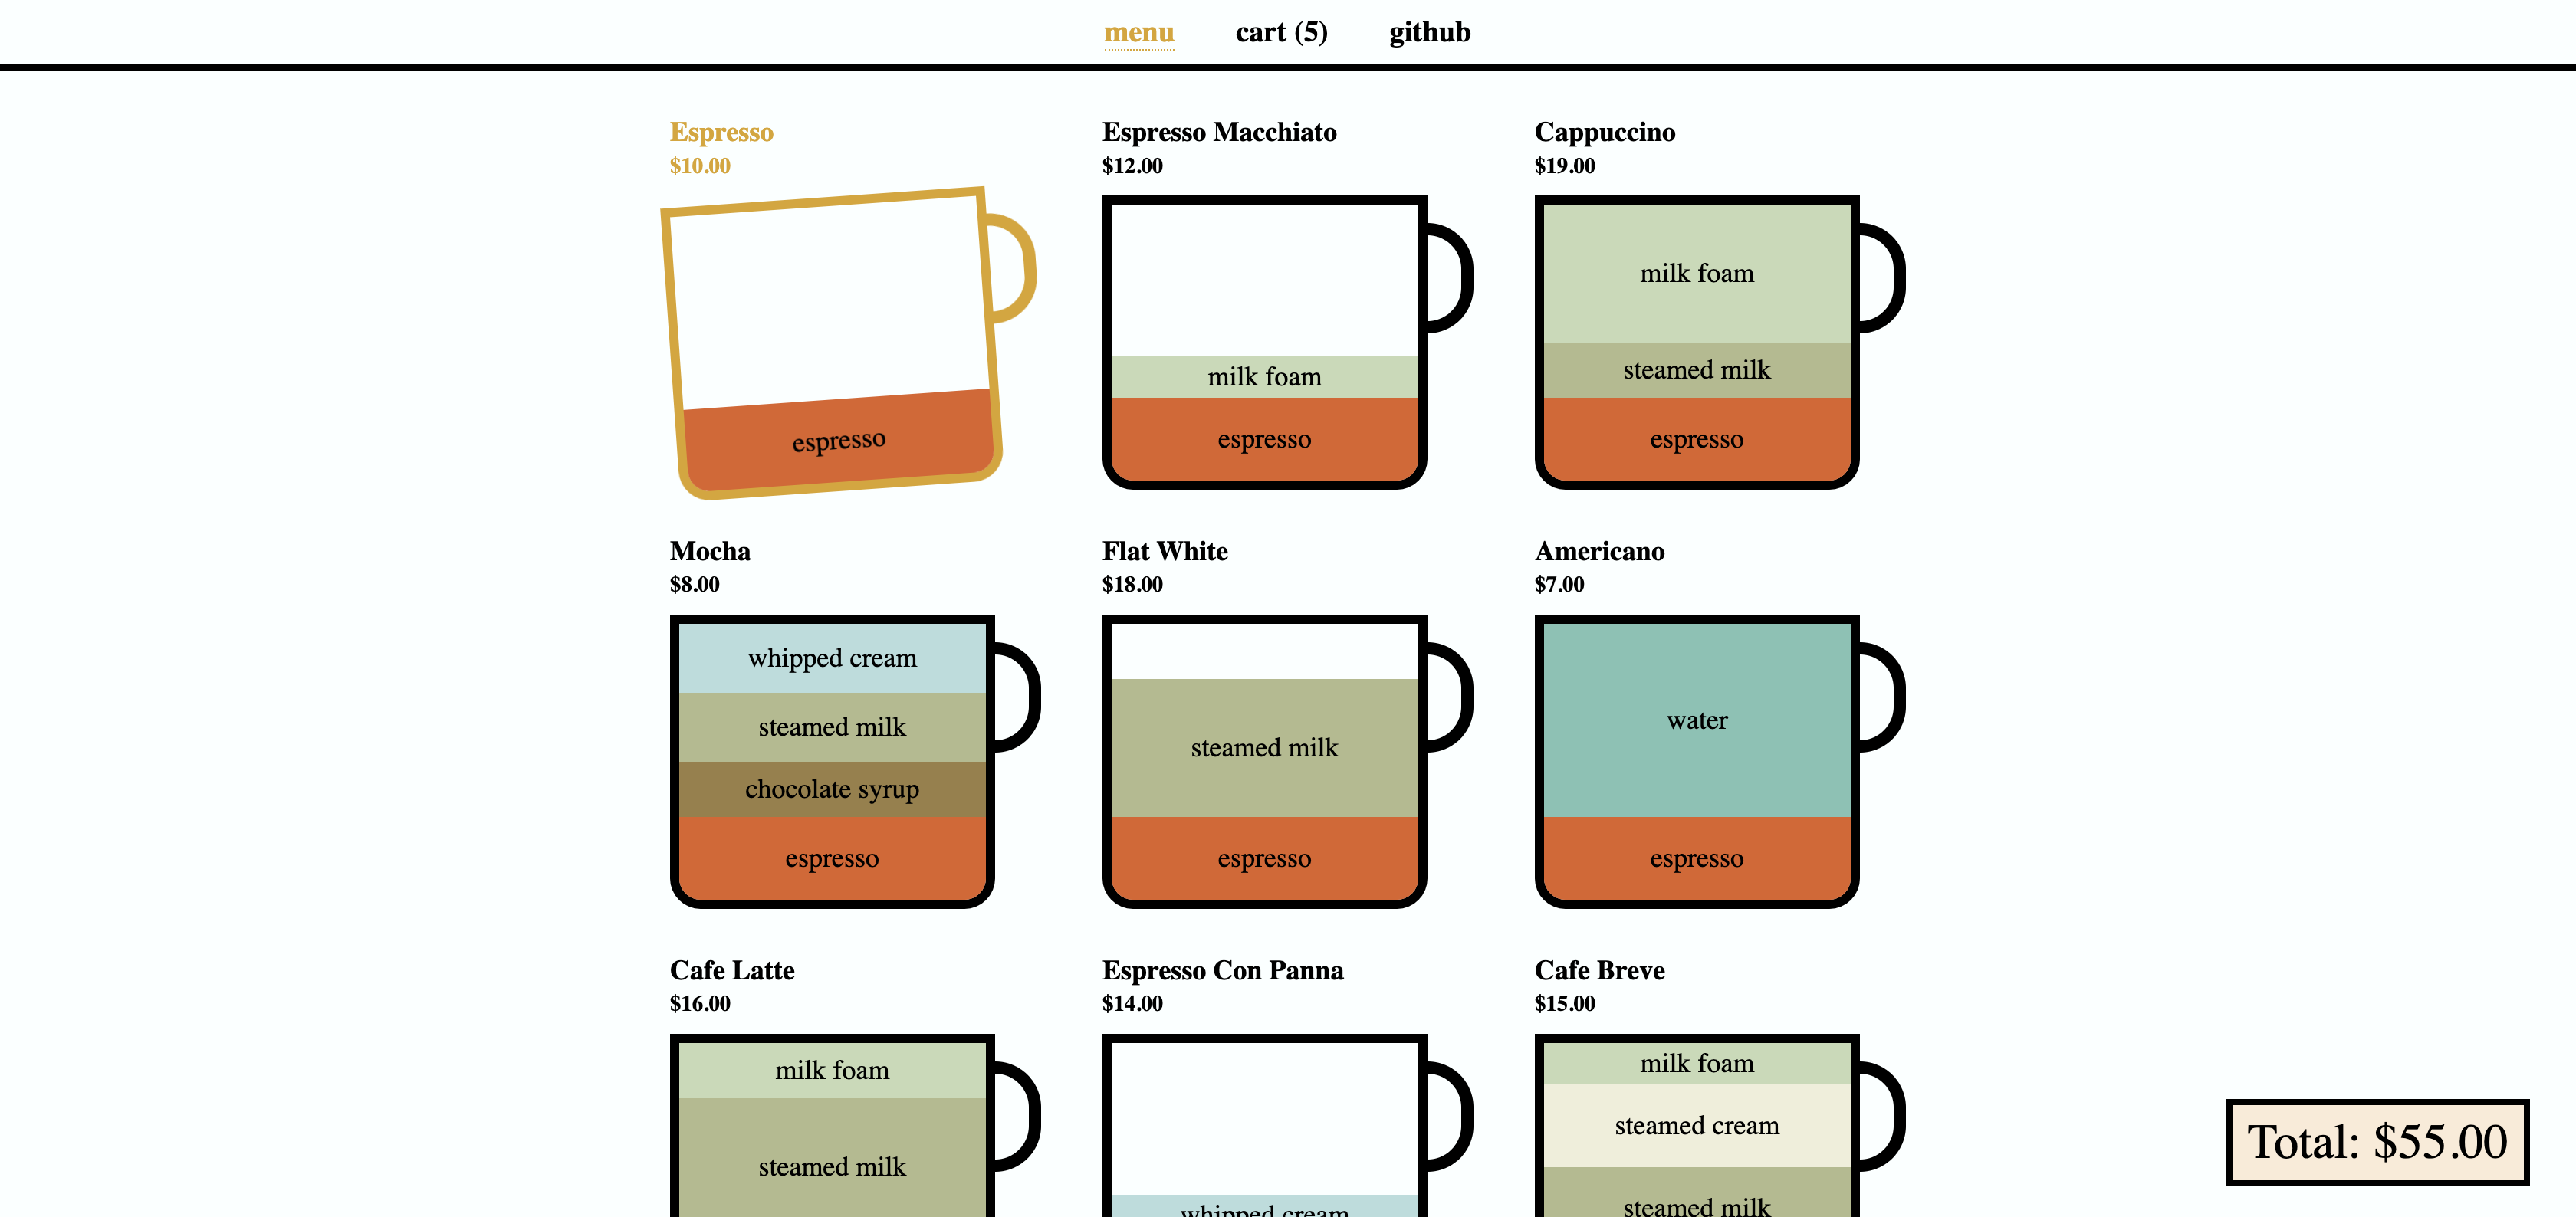 menu cart (5) github
Espresso
$10.00
espresso
Espresso Macchiato
$12.00
milk foam
espresso
Cappuccino
$19.00
milk foam
steamed milk
espresso
Mocha
$8.00
whipped cream
steamed milk
chocolate syrup
espresso
Flat White
$18.00
steamed milk
espresso
Americano
$7.00
water
espresso
Cafe Latte
$16.00
milk foam
steamed milk
Espresso Con Panna
$14.00
whipped cream
Cafe Breve
$15.00
milk foam
steamed cream
steamed milk
Total: $55.00